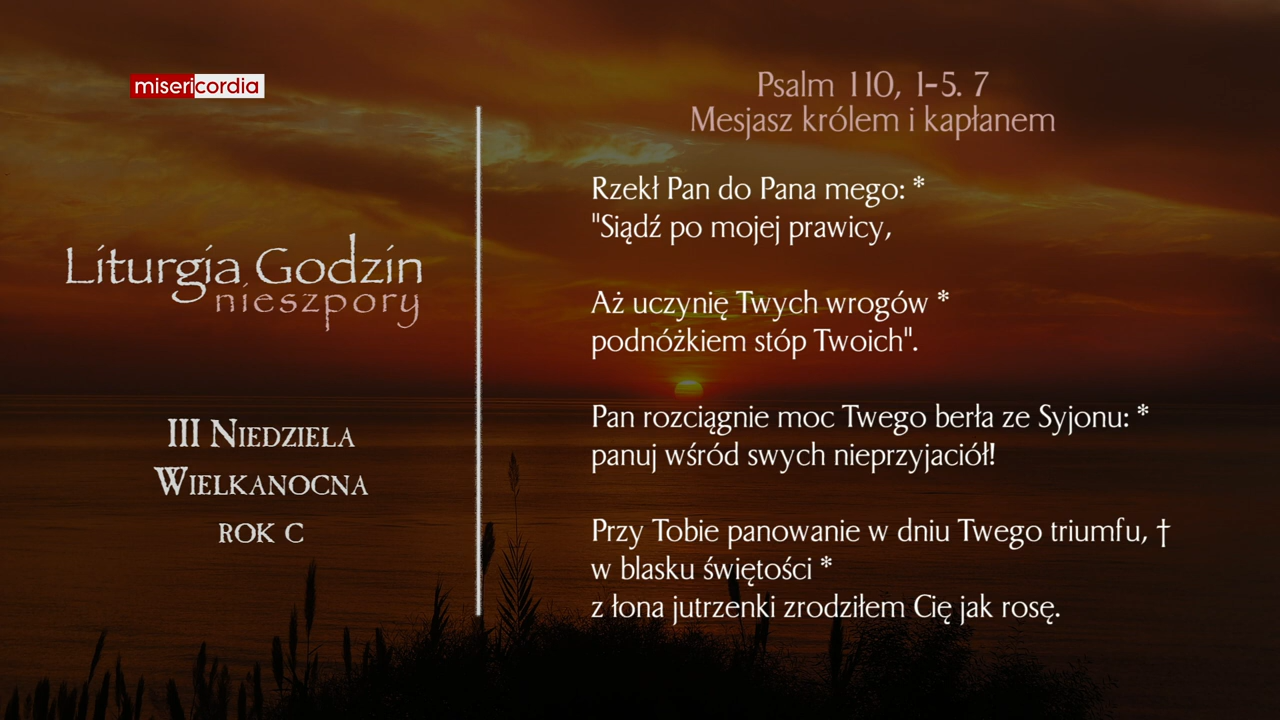 misericordia
Liturgia Godzin
nieszpory
III Niedziela
Wielkanocna
rok C
Psalm 110, 1-5. 7
Mesjasz królem i kapłanem
Rzekł Pan do Pana mego: *
"Siądź po mojej prawicy,
Aż uczynię Twych wrogów *
podnóżkiem stóp Twoich".
Pan rozciągnie moc Twego berła ze Syjonu: *
panuj wśród swych nieprzyjaciół!
Przy Tobie panowanie w dniu Twego triumfu, †
w blasku świętości *
z łona jutrzenki zrodziłem Cię jak rosę.